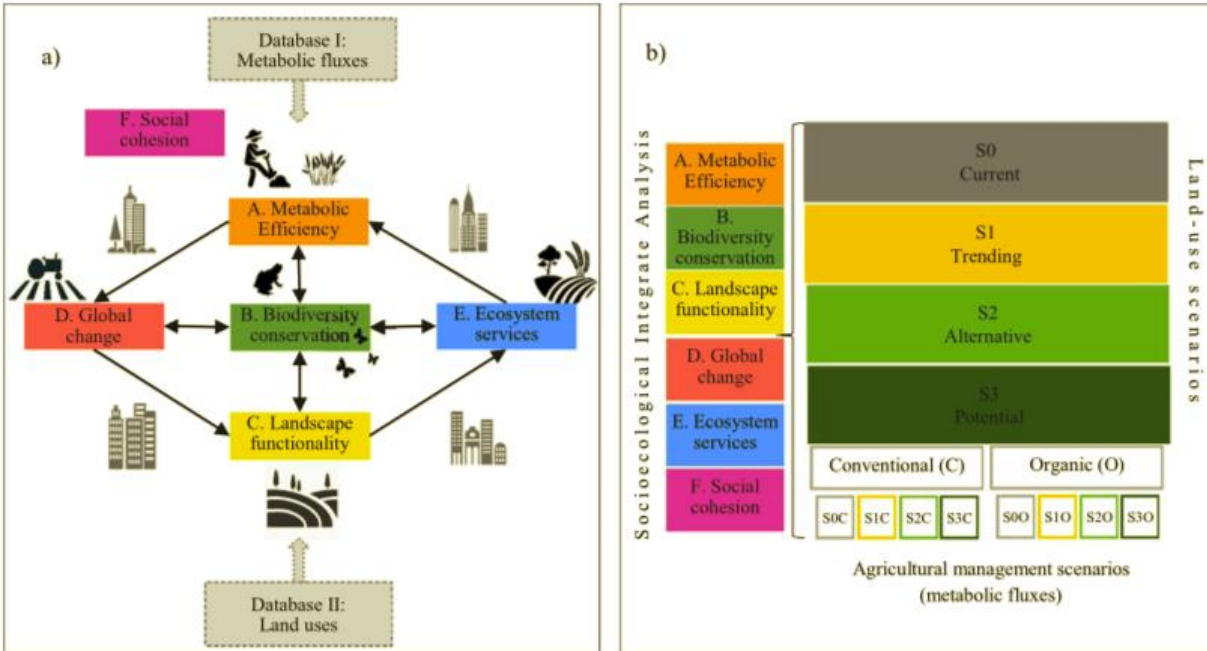 a)
Database I:
Metabolic fluxes
F. Social
cohesion
A. Metabolic
Efficiency
D. Global
change
B. Biodiversity
conservation
E. Ecosystem
services
C. Landscape
functionality
Database II:
Land uses
b)
Socioecological Integrate Analysis
A. Metabolic
Efficiency
B.
Biodiversity
conservation
C. Landscape
functionality
D. Global
change
E. Ecosystem
services
F. Social
cohesion
S0
Current
S1
Trending
S2
Alternative
S3
Potential
Land-use scenarios
Conventional (C)
Organic (O)
S0C
S1C
S2C
S3C
S0O
S1O
S2O
S3O
Agricultural management scenarios
(metabolic fluxes)